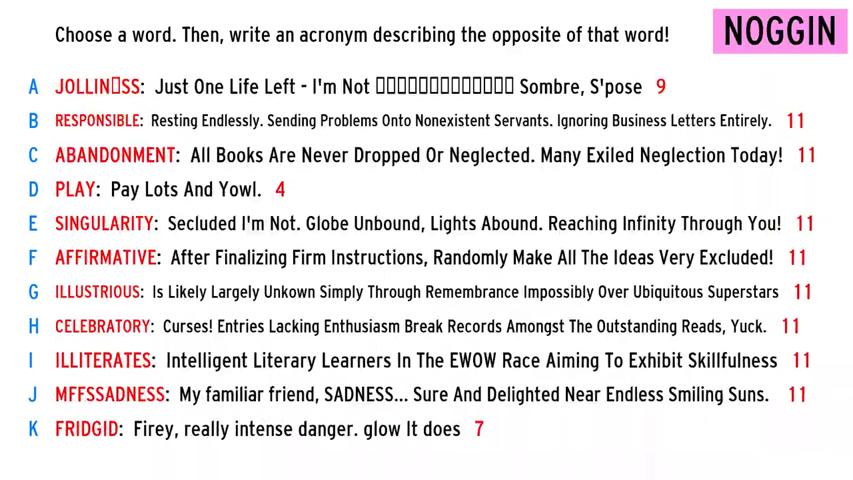 Choose a word. Then, write an acronym describing the opposite of that word!
NOGGIN
A JOLLIN▯SS: Just One Life Left - I'm Not ▯▯▯▯▯▯▯▯▯▯▯▯▯ Sombre, S'pose 9
B RESPONSIBLE: Resting Endlessly. Sending Problems Onto Nonexistent Servants. Ignoring Business Letters Entirely. 11
C ABANDONMENT: All Books Are Never Dropped Or Neglected. Many Exiled Neglection Today! 11
D PLAY: Pay Lots And Yowl. 4
E SINGULARITY: Secluded I'm Not. Globe Unbound, Lights Abound. Reaching Infinity Through You! 11
F AFFIRMATIVE: After Finalizing Firm Instructions, Randomly Make All The Ideas Very Excluded! 11
G ILLUSTRIOUS: Is Likely Largely Unkown Simply Through Remembrance Impossibly Over Ubiquitous Superstars 11
H CELEBRATORY: Curses! Entries Lacking Enthusiasm Break Records Amongst The Outstanding Reads, Yuck. 11
I ILLITERATES: Intelligent Literary Learners In The EWOW Race Aiming To Exhibit Skillfulness 11
J MFFSSADNESS: My familiar friend, SADNESS... Sure And Delighted Near Endless Smiling Suns. 11
K FRIDGID: Firey, really intense danger. glow It does 7